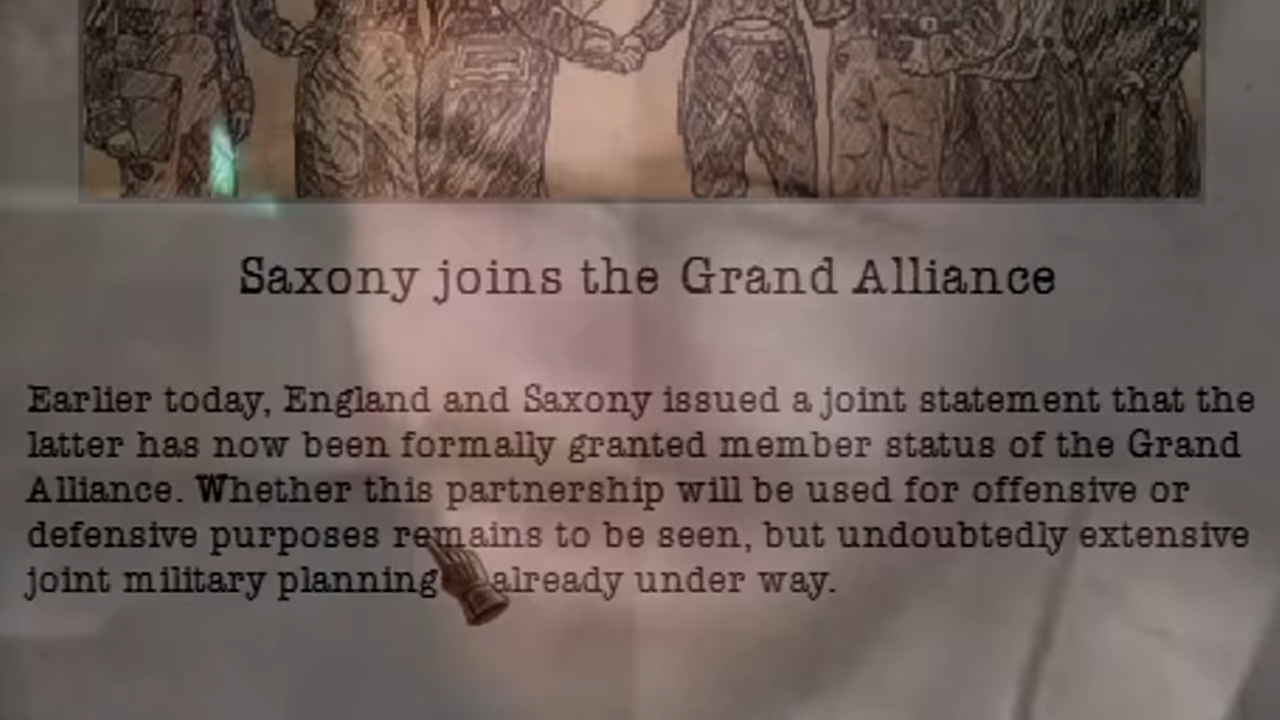 Saxony joins the Grand Alliance
Earlier today, England and Saxony issued a joint statement that the
latter has now been formally granted member status of the Grand
Alliance. Whether this partnership will be used for offensive or
defensive purposes remains to be seen, but undoubtedly extensive
joint military planning already under way.